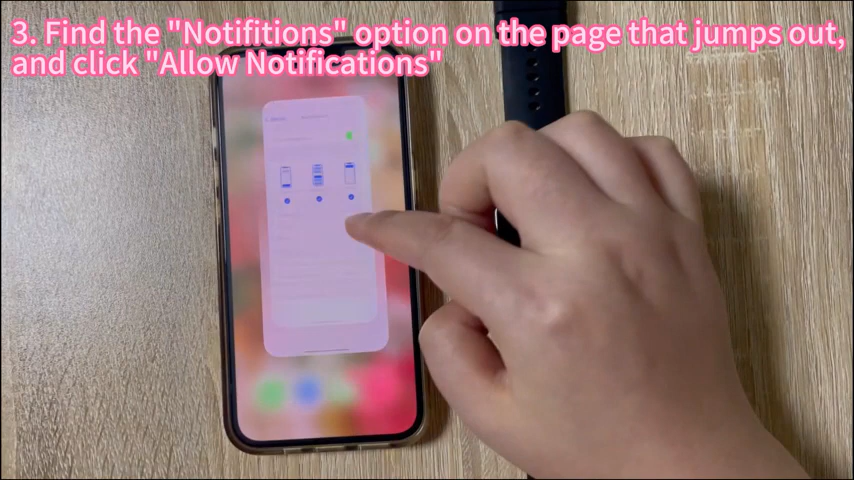 3. Find the "Notifitions" option on the page that jumps out,
and click "Allow Notifications"